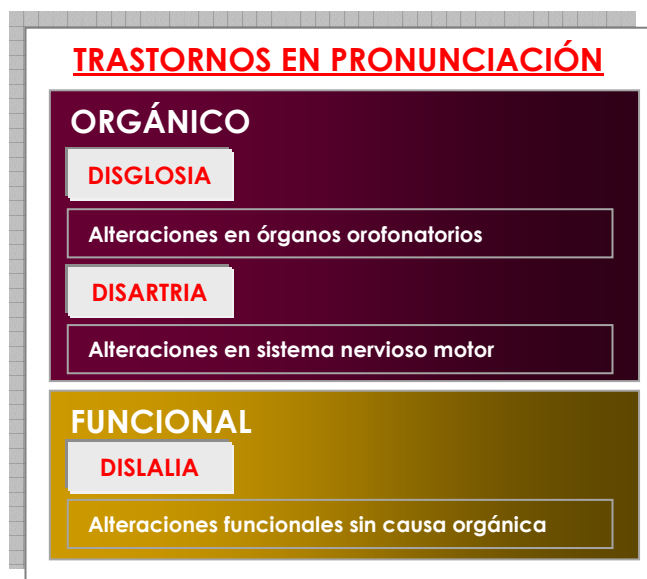 TRASTORNOS EN PRONUNCIACIÓN
ORGÁNICO
DISGLOSIA
Alteraciones en órganos orofonatorios
DISARTRIA
Alteraciones en sistema nervioso motor
FUNCIONAL
DISLALIA
Alteraciones funcionales sin causa orgánica